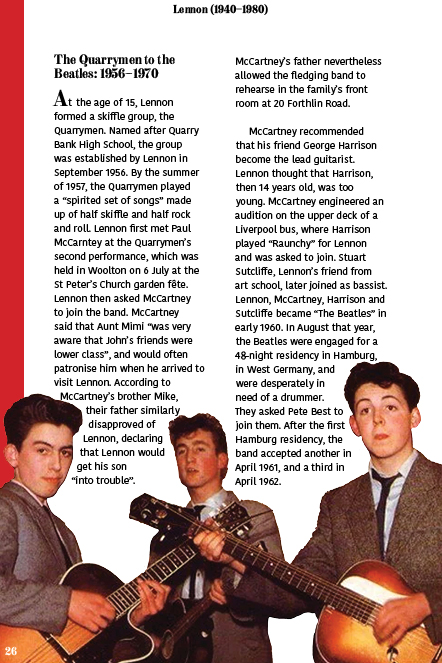 Lennon (1940–1980)
The Quarrymen to the
Beatles: 1956–1970
At the age of 15, Lennon
formed a skiffle group, the
Quarrymen. Named after Quarry
Bank High School, the group
was established by Lennon in
September 1956. By the summer
of 1957, the Quarrymen played
a “spirited set of songs” made
up of half skiffle and half rock
and roll. Lennon first met Paul
McCarntey at the Quarrymen’s
second performance, which was
held in Woolton on 6 July at the
St Peter’s Church garden fête.
Lennon then asked McCartney
to join the band. McCartney
said that Aunt Mimi “was very
aware that John’s friends were
lower class”, and would often
patronise him when he arrived to
visit Lennon. According to
McCartney’s brother Mike,
their father similarly
disapproved of
Lennon, declaring
that Lennon would
get his son
“into trouble”.
McCartney’s father nevertheless
allowed the fledging band to
rehearse in the family’s front
room at 20 Forthlin Road.
McCartney recommended
that his friend George Harrison
become the lead guitarist.
Lennon thought that Harrison,
then 14 years old, was too
young. McCartney engineered an
audition on the upper deck of a
Liverpool bus, where Harrison
played “Raunchy” for Lennon
and was asked to join. Stuart
Sutcliffe, Lennon’s friend from
art school, later joined as bassist.
Lennon, McCartney, Harrison and
Sutcliffe became “The Beatles” in
early 1960. In August that year,
the Beatles were engaged for a
48-night residency in Hamburg,
in West Germany, and
were desperately in
need of a drummer.
They asked Pete Best to
join them. After the first
Hamburg residency, the
band accepted another in
April 1961, and a third in
April 1962.
26